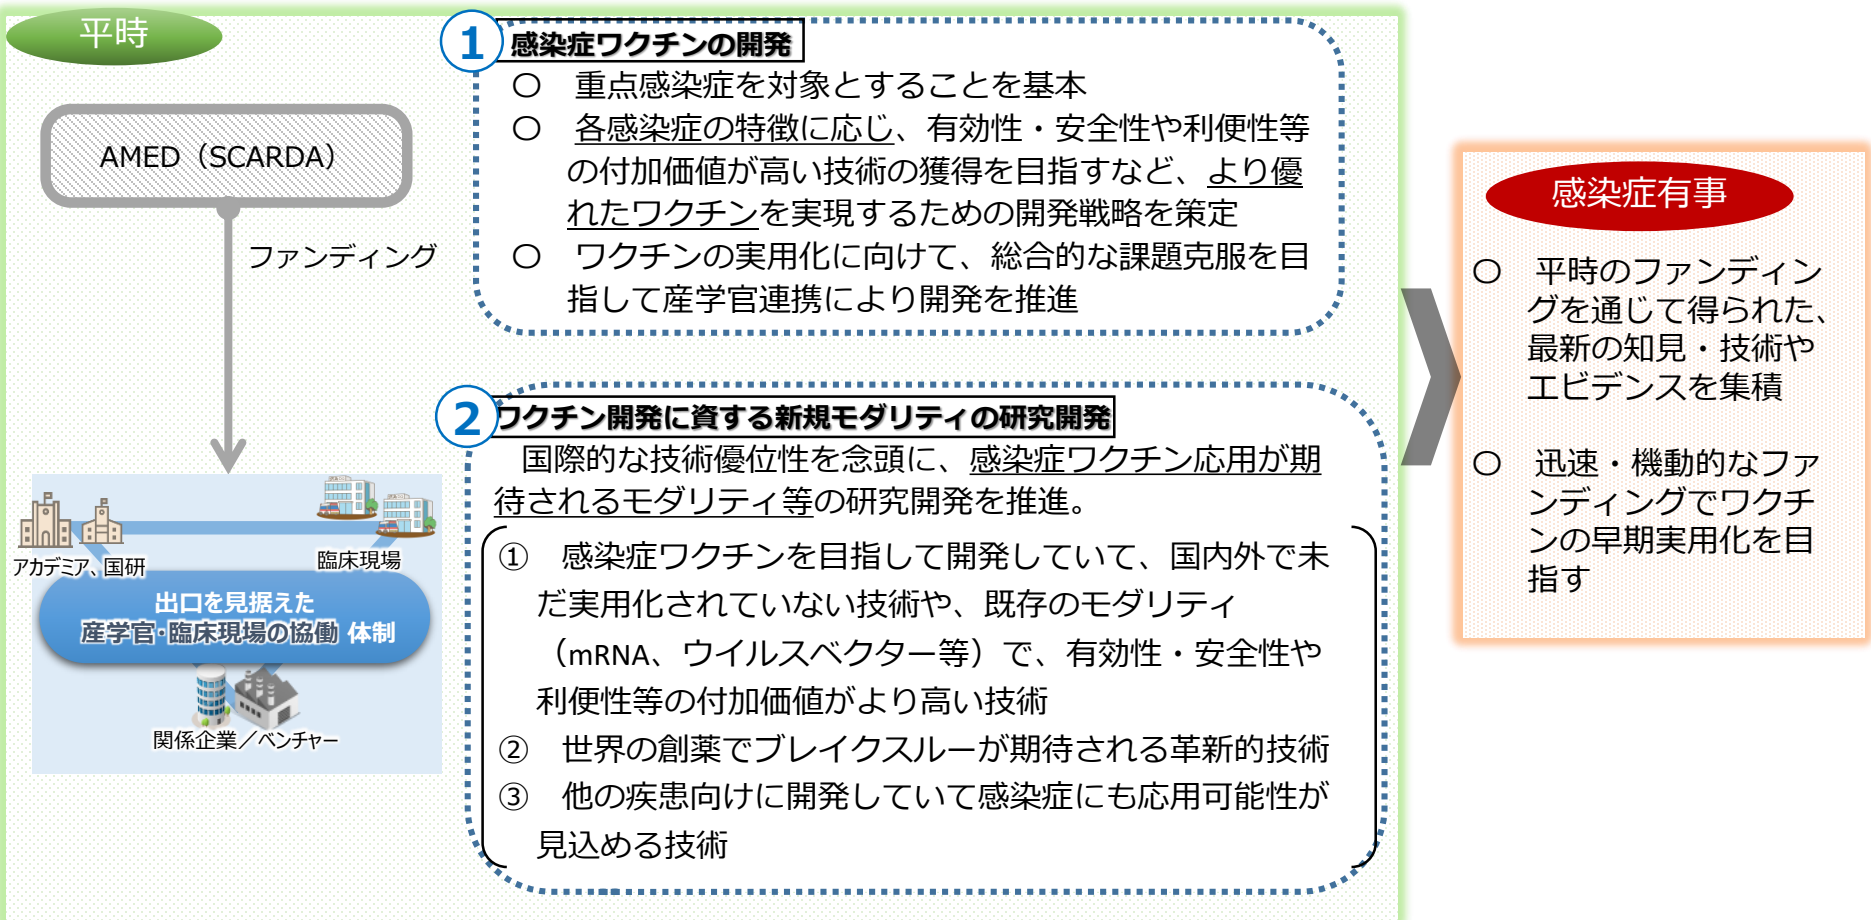 平時
AMED（SCARDA）
ファンディング
アカデミア、国研
臨床現場
出口を見据えた
産学官・臨床現場の協働 体制
関係企業／ベンチャー
1
感染症ワクチンの開発
〇　重点感染症を対象とすることを基本
〇　各感染症の特徴に応じ、有効性・安全性や利便性等
の付加価値が高い技術の獲得を目指すなど、より優
れたワクチンを実現するための開発戦略を策定
〇　ワクチンの実用化に向けて、総合的な課題克服を目
指して産学官連携により開発を推進
2
ワクチン開発に資する新規モダリティの研究開発
国際的な技術優位性を念頭に、感染症ワクチン応用が期
待されるモダリティ等の研究開発を推進。
①　感染症ワクチンを目指して開発していて、国内外で未
だ実用化されていない技術や、既存のモダリティ
（mRNA、ウイルスベクター等）で、有効性・安全性や
利便性等の付加価値がより高い技術
②　世界の創薬でブレイクスルーが期待される革新的技術
③　他の疾患向けに開発していて感染症にも応用可能性が
見込める技術
感染症有事
〇　平時のファンディン
グを通じて得られた、
最新の知見・技術や
エビデンスを集積
〇　迅速・機動的なファ
ンディングでワクチ
ンの早期実用化を目
指す